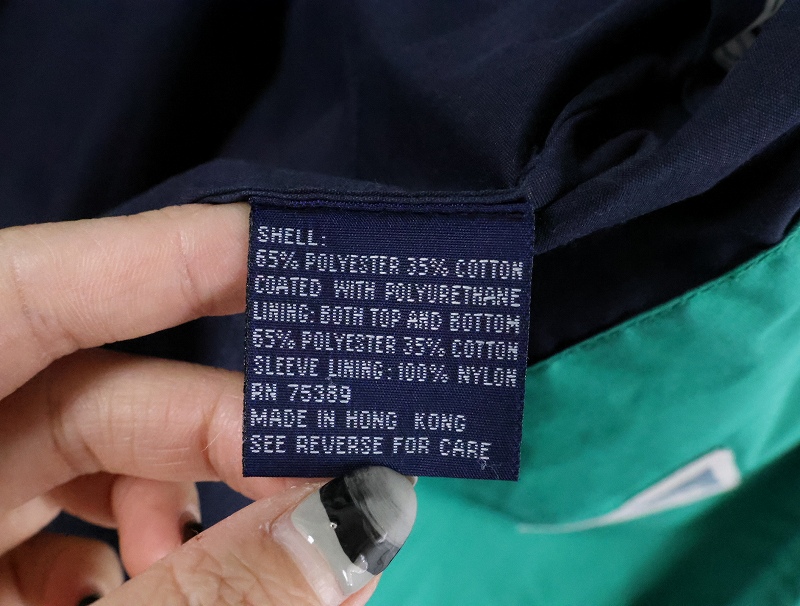 SHELL:
65% POLYESTER 35% COTTON
COATED WITH POLYURETHANE
LINING: BOTH TOP AND BOTTOM
65% POLYESTER 35% COTTON
SLEEVE LINING: 100% NYLON
RN 75389
MADE IN HONG KONG
SEE REVERSE FOR CARE